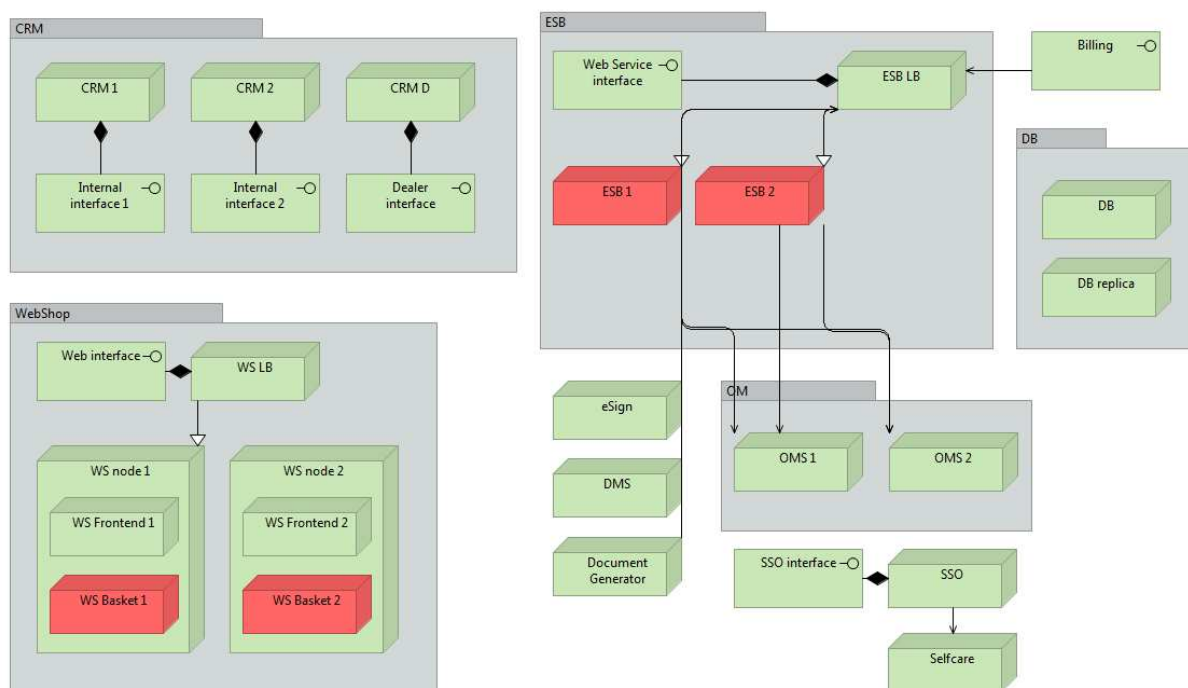 CRM
CRM 1
CRM 2
CRM D
Internal
interface 1
Internal
interface 2
Dealer
interface
ESB
Web Service
interface
ESB LB
Billing
ESB 1
ESB 2
DB
DB
DB replica
WebShop
Web interface
WS LB
WS node 1
WS node 2
WS Frontend 1
WS Frontend 2
WS Basket 1
WS Basket 2
eSign
DMS
Document
Generator
OM
OMS 1
OMS 2
SSO interface
SSO
Selfcare